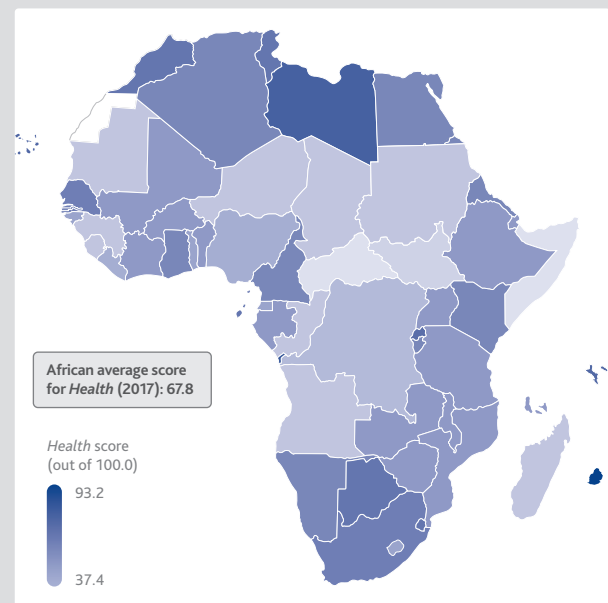 African average score
for Health (2017): 67.8
Health score
(out of 100.0)
93.2
37.4